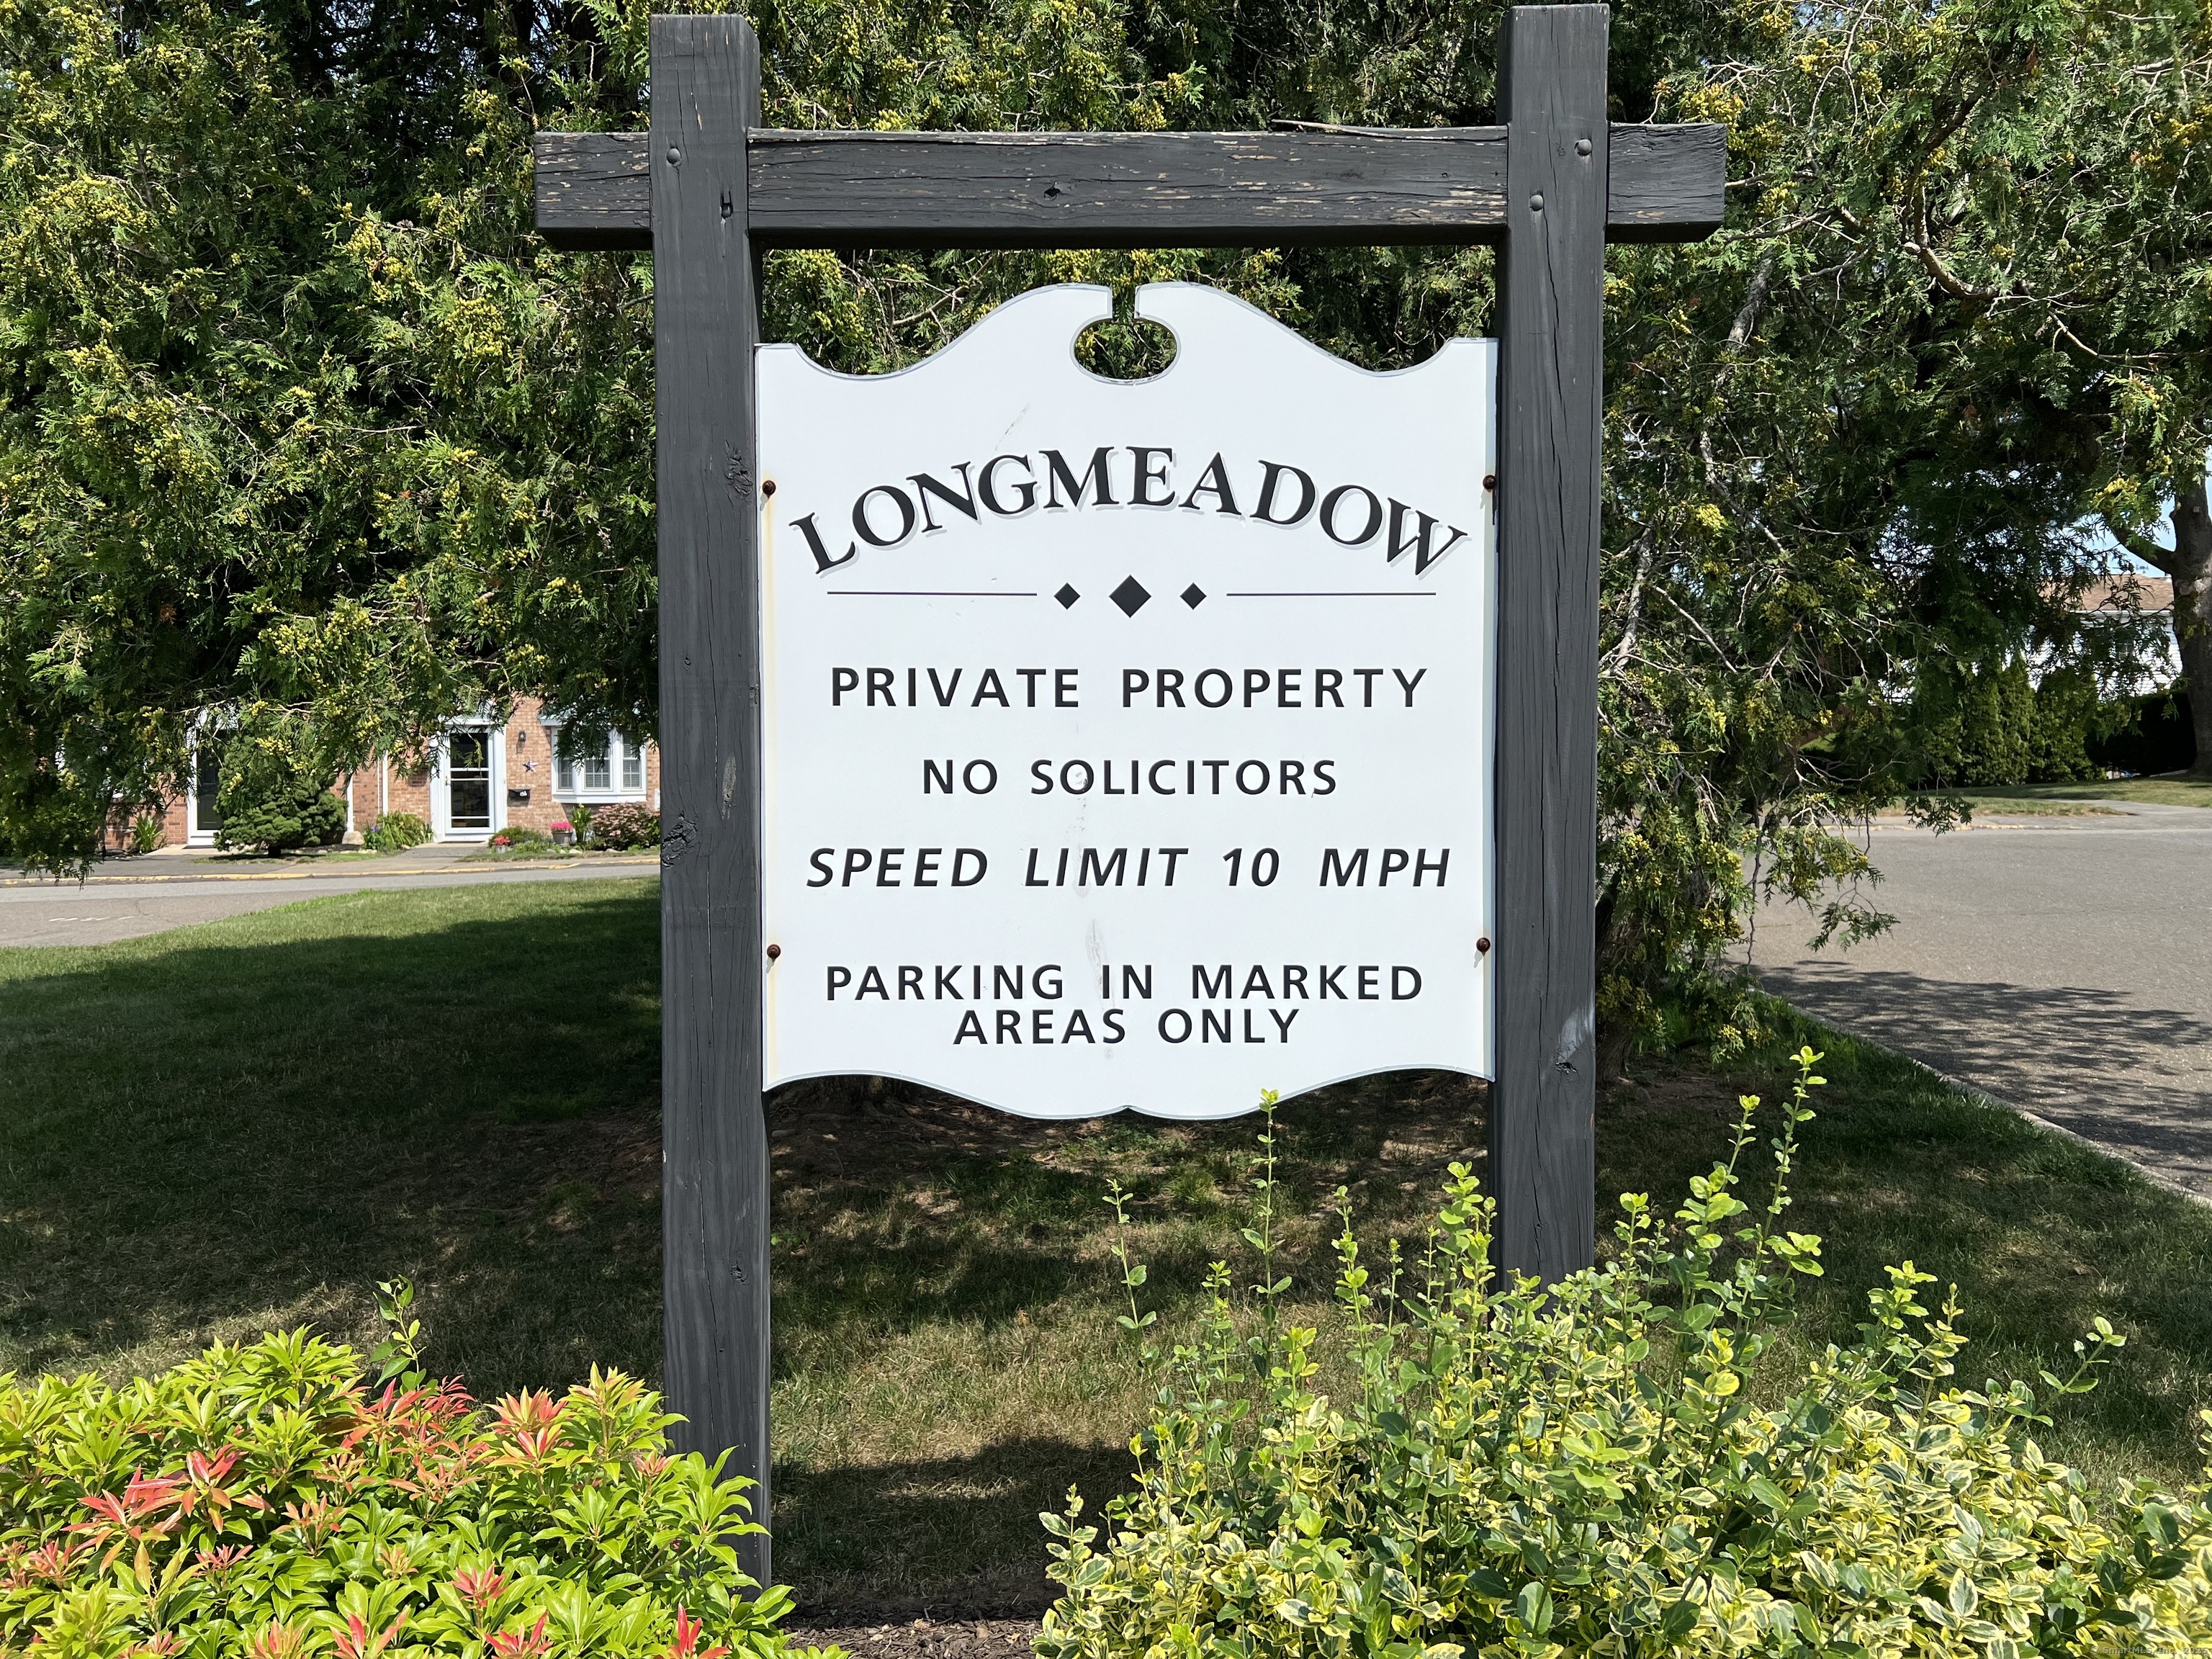 LONGMEADOW
PRIVATE PROPERTY
NO SOLICITORS
SPEED LIMIT 10 MPH
PARKING IN MARKED
AREAS ONLY